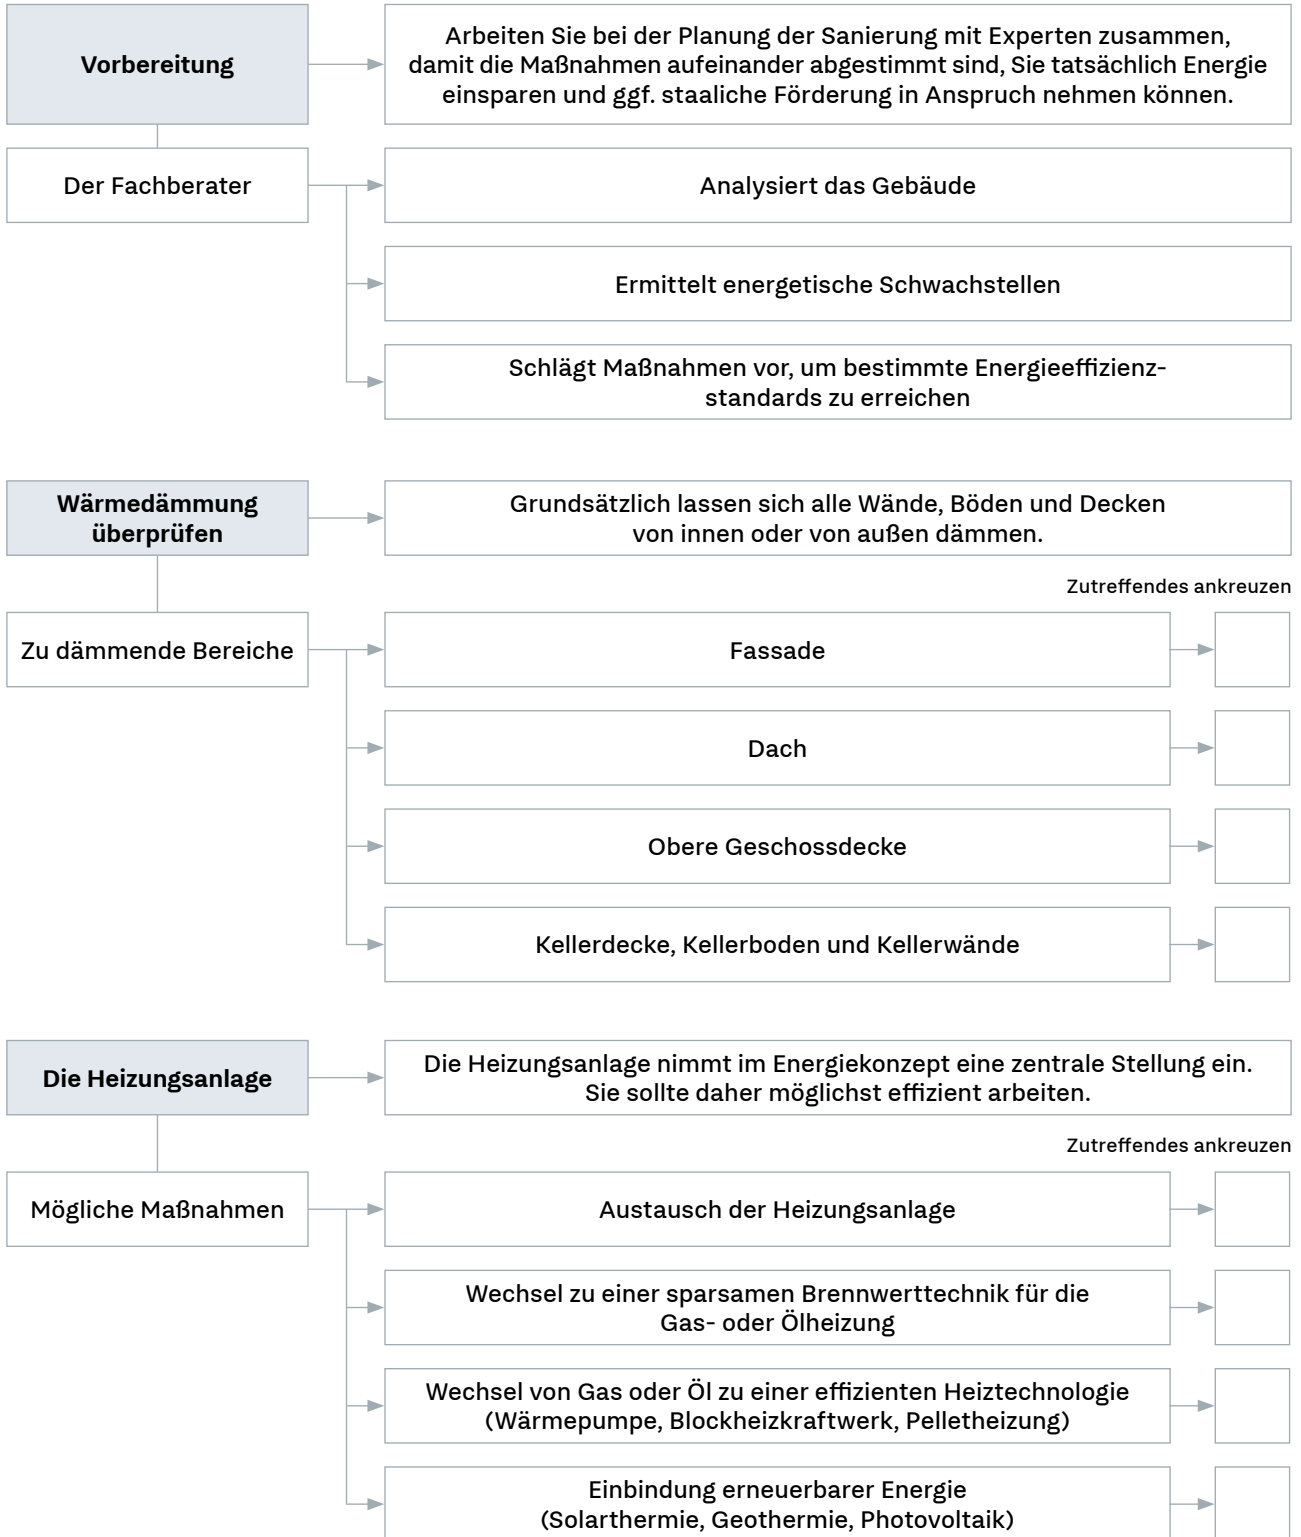 Vorbereitung
Arbeiten Sie bei der Planung der Sanierung mit Experten zusammen,
damit die Maßnahmen aufeinander abgestimmt sind, Sie tatsächlich Energie
einsparen und ggf. staaliche Förderung in Anspruch nehmen können.
Der Fachberater
Analysiert das Gebäude
Ermittelt energetische Schwachstellen
Schlägt Maßnahmen vor, um bestimmte Energieeffizienz-
standards zu erreichen
Wärmedämmung
überprüfen
Grundsätzlich lassen sich alle Wände, Böden und Decken
von innen oder von außen dämmen.
Zutreffendes ankreuzen
Zu dämmende Bereiche
Fassade
Dach
Obere Geschossdecke
Kellerdecke, Kellerboden und Kellerwände
Die Heizungsanlage
Die Heizungsanlage nimmt im Energiekonzept eine zentrale Stellung ein.
Sie sollte daher möglichst effizient arbeiten.
Zutreffendes ankreuzen
Mögliche Maßnahmen
Austausch der Heizungsanlage
Wechsel zu einer sparsamen Brennwerttechnik für die
Gas- oder Ölheizung
Wechsel von Gas oder Öl zu einer effizienten Heiztechnologie
(Wärmepumpe, Blockheizkraftwerk, Pelletheizung)
Einbindung erneuerbarer Energie
(Solarthermie, Geothermie, Photovoltaik)